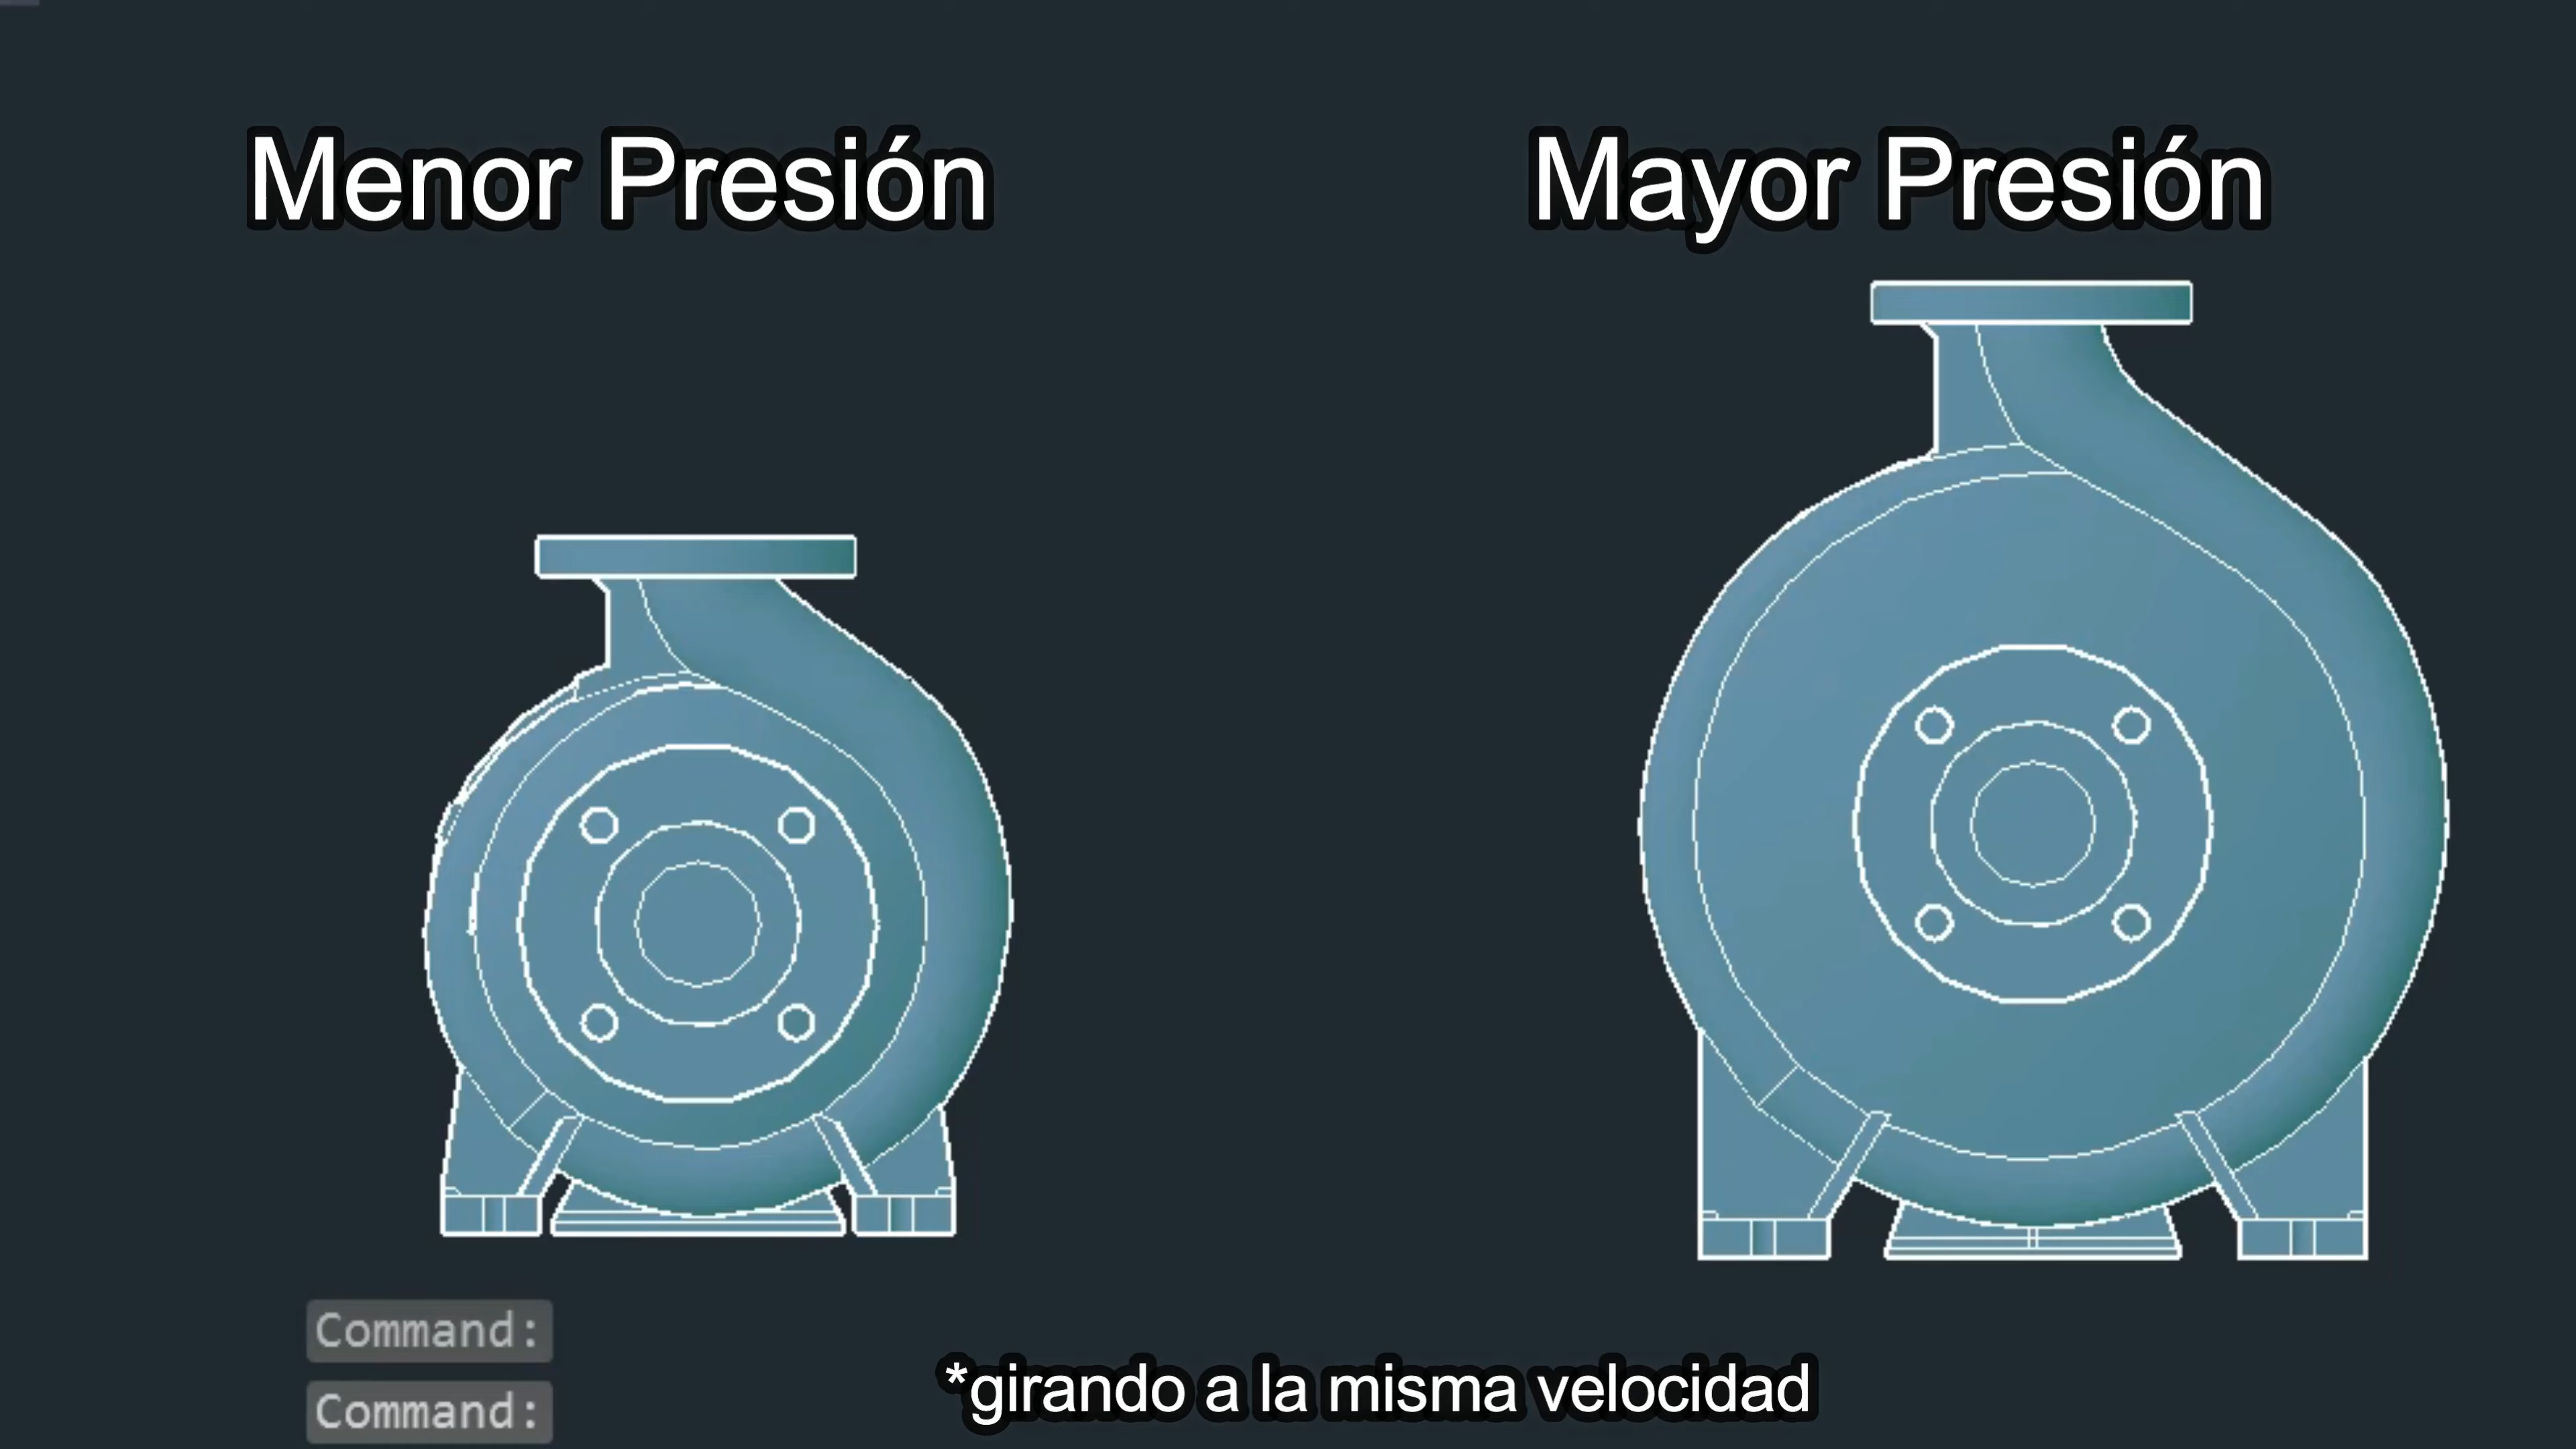 Menor Presión
Mayor Presión
Command:
Command:
*girando a la misma velocidad